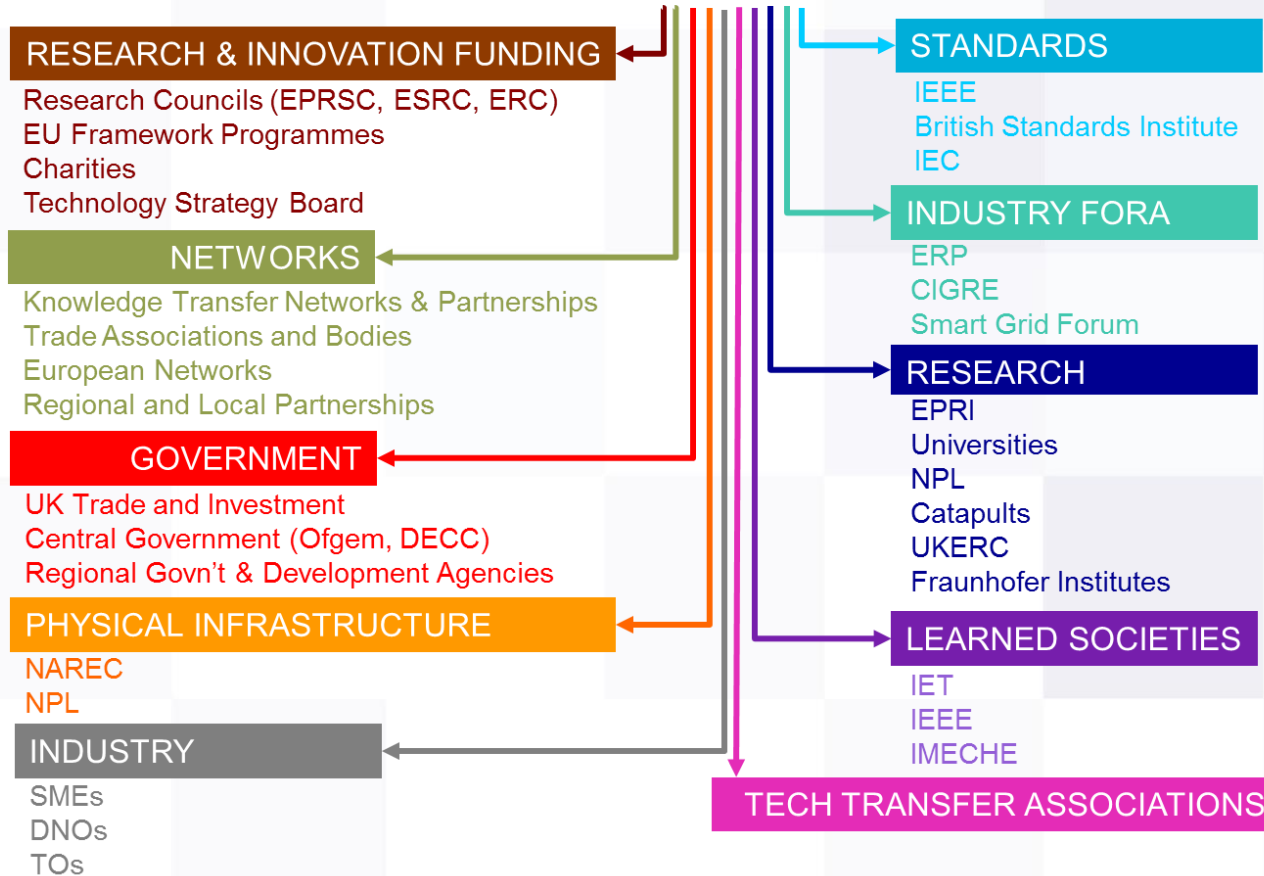 RESEARCH & INNOVATION FUNDING
Research Councils (EPRSC, ESRC, ERC)
EU Framework Programmes
Charities
Technology Strategy Board
NETWORKS
Knowledge Transfer Networks & Partnerships
Trade Associations and Bodies
European Networks
Regional and Local Partnerships
GOVERNMENT
UK Trade and Investment
Central Government (Ofgem, DECC)
Regional Govn't & Development Agencies
PHYSICAL INFRASTRUCTURE
NAREC
NPL
INDUSTRY
SMEs
DNOs
TOs
STANDARDS
IEEE
British Standards Institute
IEC
INDUSTRY FORA
ERP
CIGRE
Smart Grid Forum
RESEARCH
EPRI
Universities
NPL
Catapults
UKERC
Fraunhofer Institutes
LEARNED SOCIETIES
IET
IEEE
IMECHE
TECH TRANSFER ASSOCIATIONS